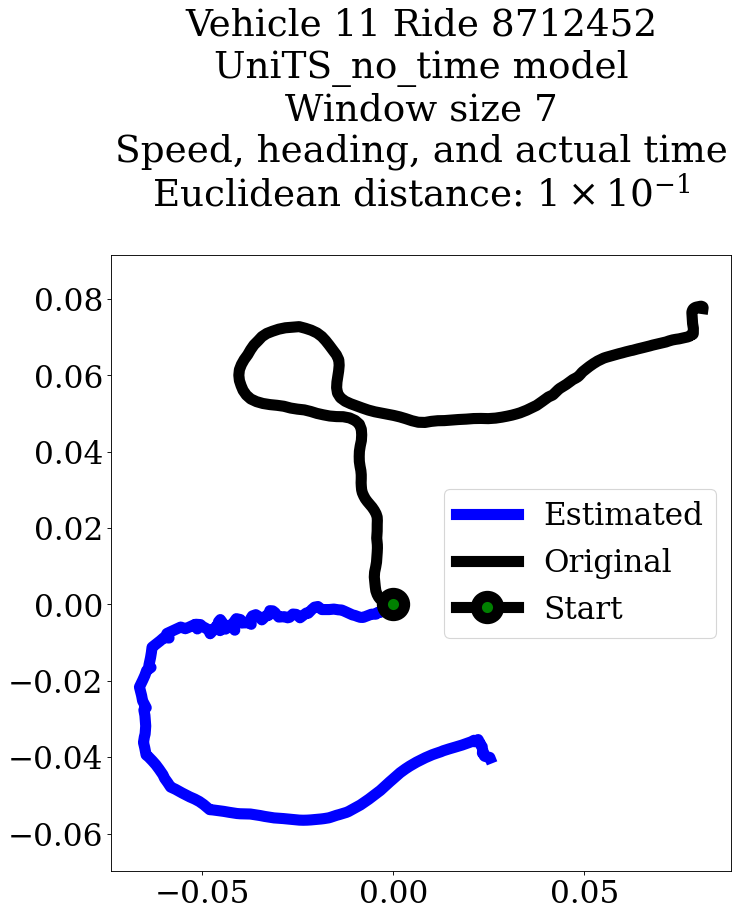 Vehicle 11 Ride 8712452
UniTS_no_time model
Window size 7
Speed, heading, and actual time
Euclidean distance: 1 × 10⁻¹
0.08
0.06
0.04
0.02
0.00
−0.02
−0.04
−0.06
Estimated
Original
Start
−0.05
0.00
0.05